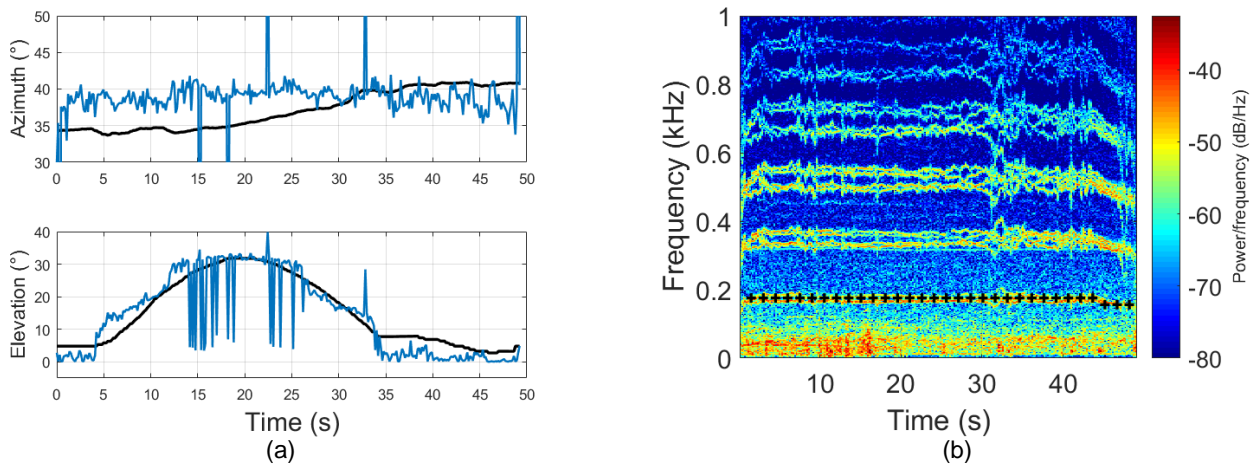 50
45
40
35
30
Azimuth (°)
0 5 10 15 20 25 30 35 40 45 50
40
30
20
10
0
Elevation (°)
0 5 10 15 20 25 30 35 40 45 50
Time (s)
(a)
1
0.8
0.6
0.4
0.2
0
Frequency (kHz)
10 20 30 40
Time (s)
(b)
-40
-50
-60
-70
-80
Power/frequency (dB/Hz)